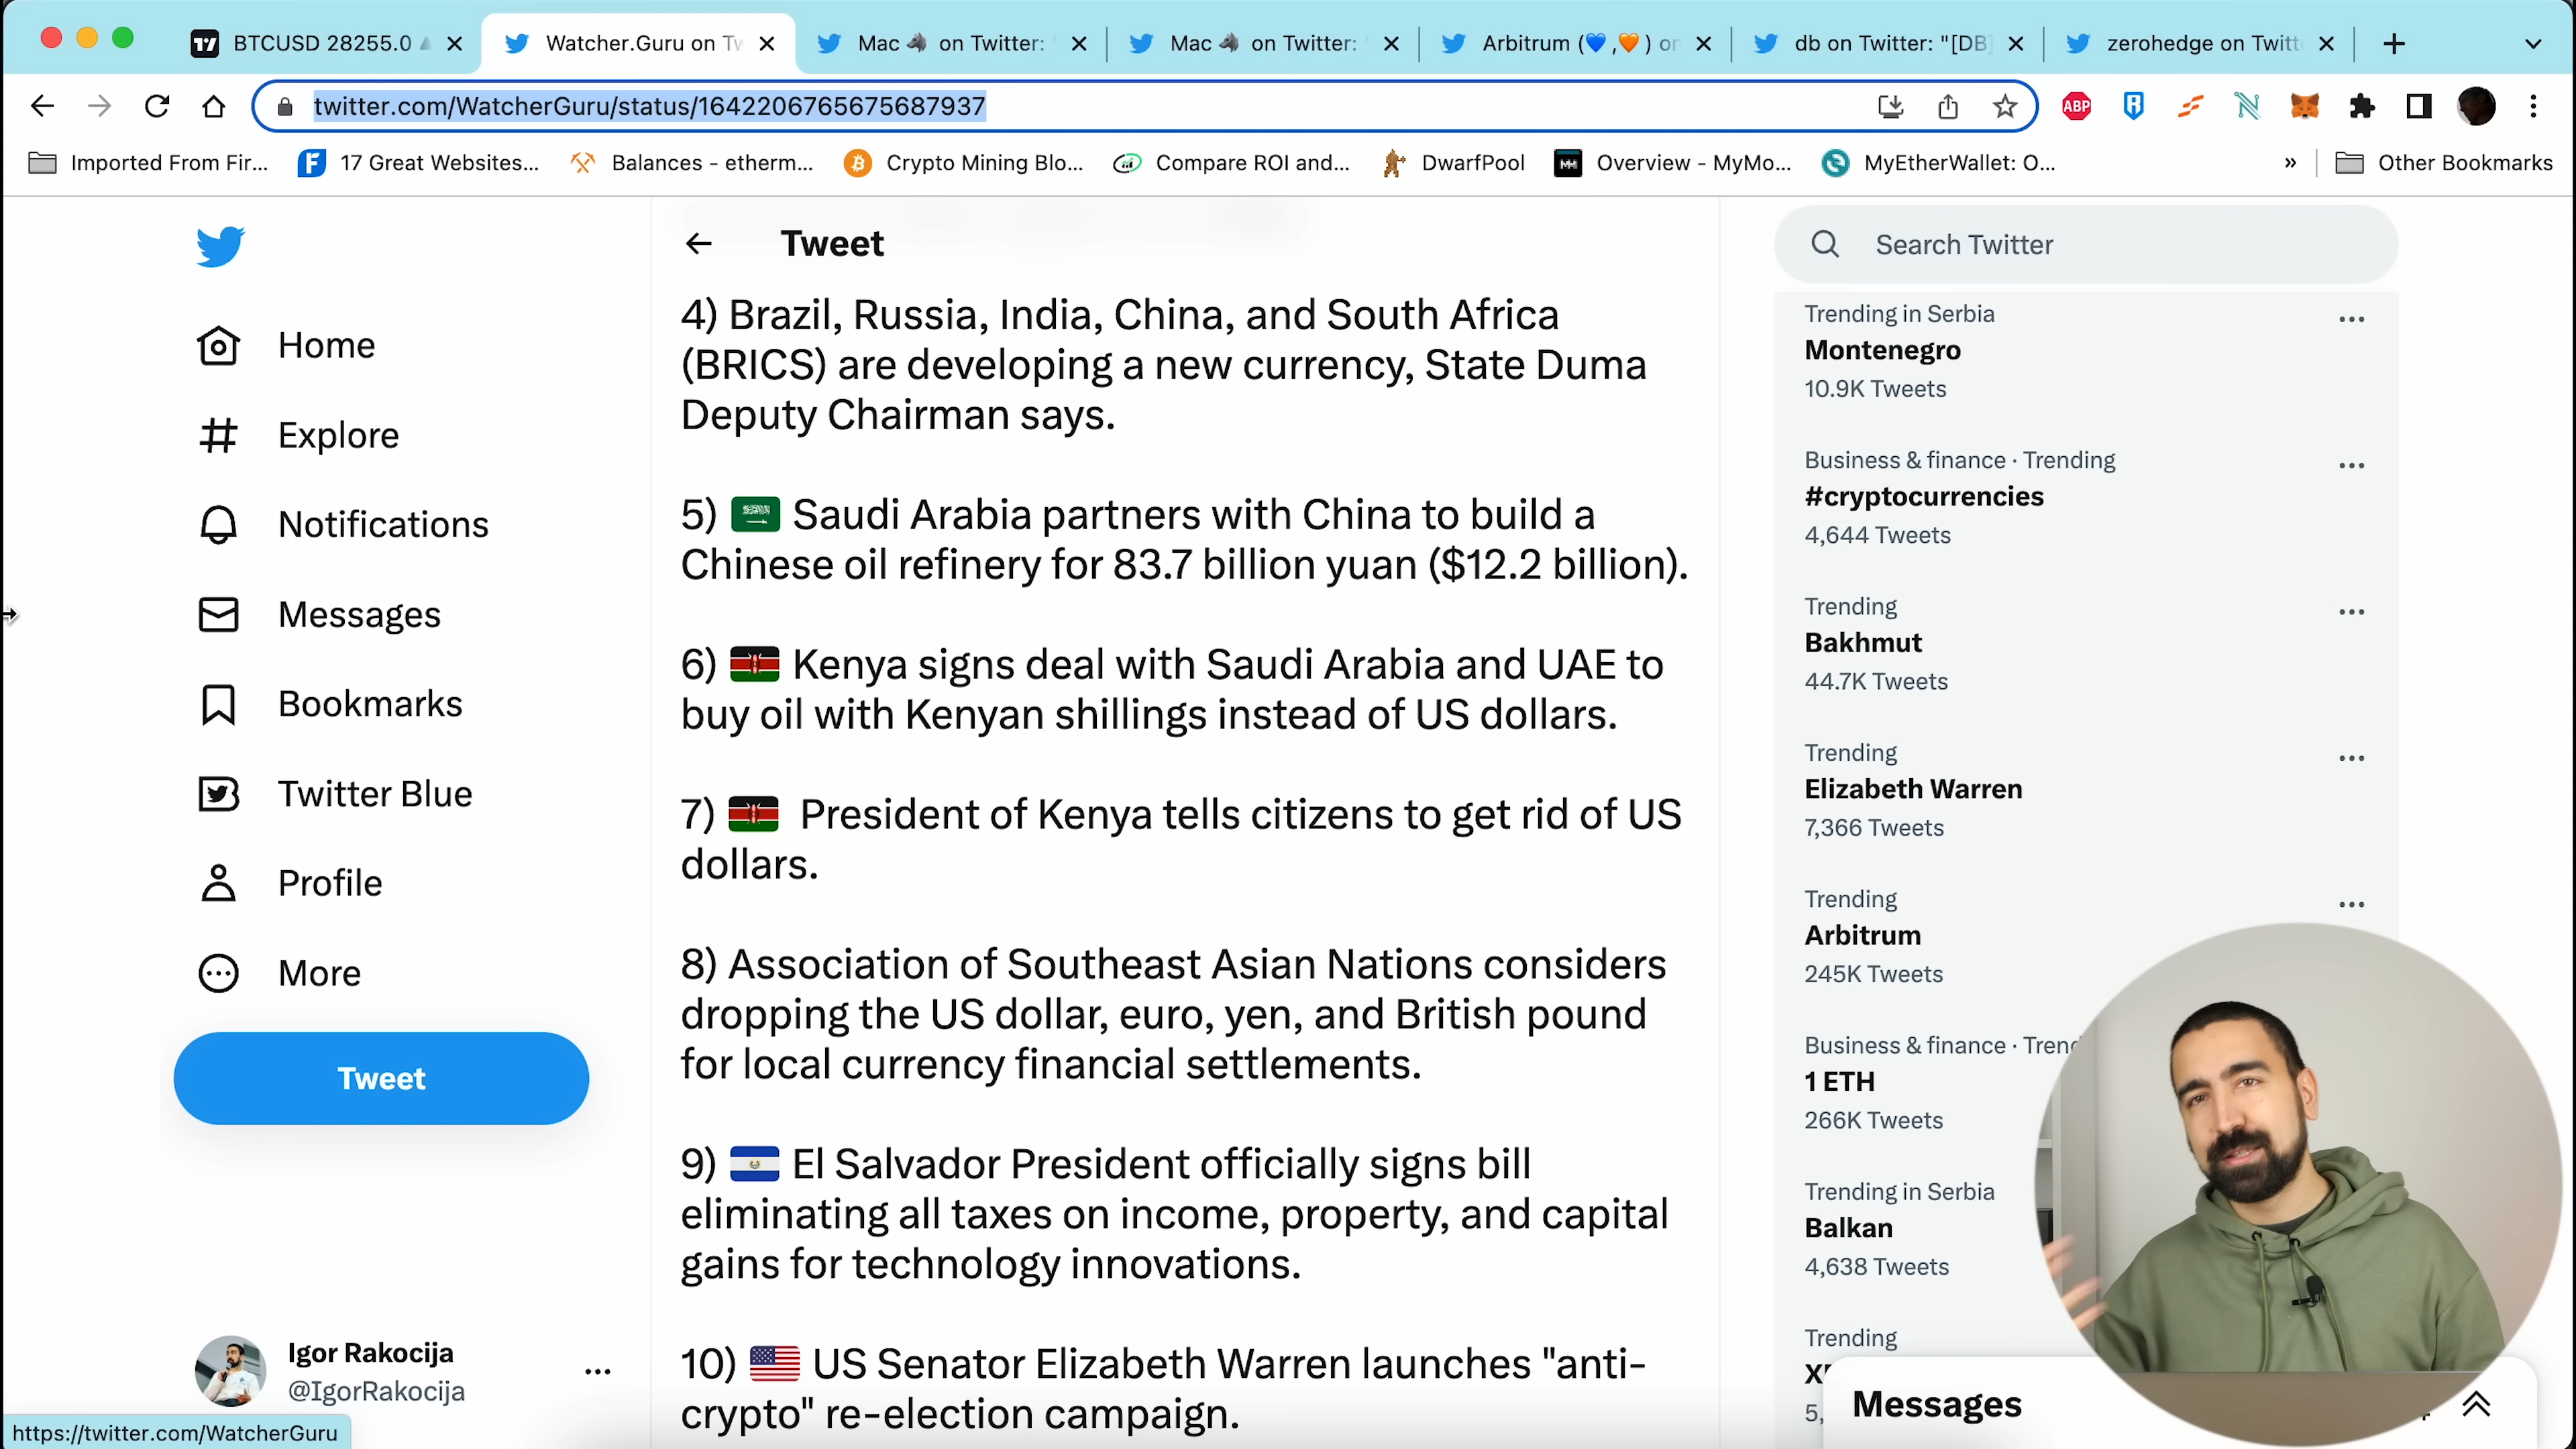 BTCUSD 28255.0
Watcher.Guru on Tw
Mac on Twitter: "
Mac on Twitter: "
Arbitrum (💙,🧡) on
db on Twitter: "[DB]
zerohedge on Twitt
twitter.com/WatcherGuru/status/1642206765675687937
ABP
Imported From Fir...
17 Great Websites...
Balances - etherm...
Crypto Mining Blo...
Compare ROI and...
DwarfPool
Overview - MyMo...
MyEtherWallet: O...
»
Other Bookmarks
Home
Explore
Notifications
Messages
Bookmarks
Twitter Blue
Profile
More
Tweet
Igor Rakocija
@IgorRakocija
https://twitter.com/WatcherGuru
Tweet
4) Brazil, Russia, India, China, and South Africa
(BRICS) are developing a new currency, State Duma
Deputy Chairman says.
5) 🇸🇦 Saudi Arabia partners with China to build a
Chinese oil refinery for 83.7 billion yuan ($12.2 billion).
6) 🇰🇪 Kenya signs deal with Saudi Arabia and UAE to
buy oil with Kenyan shillings instead of US dollars.
7) 🇰🇪 President of Kenya tells citizens to get rid of US
dollars.
8) Association of Southeast Asian Nations considers
dropping the US dollar, euro, yen, and British pound
for local currency financial settlements.
9) 🇸🇻 El Salvador President officially signs bill
eliminating all taxes on income, property, and capital
gains for technology innovations.
10) 🇺🇸 US Senator Elizabeth Warren launches "anti-
crypto" re-election campaign.
Search Twitter
Trending in Serbia
Montenegro
10.9K Tweets
Business & finance · Trending
#cryptocurrencies
4,644 Tweets
Trending
Bakhmut
44.7K Tweets
Trending
Elizabeth Warren
7,366 Tweets
Trending
Arbitrum
245K Tweets
Business & finance · Trend
1 ETH
266K Tweets
Trending in Serbia
Balkan
4,638 Tweets
Trending
5,
Messages